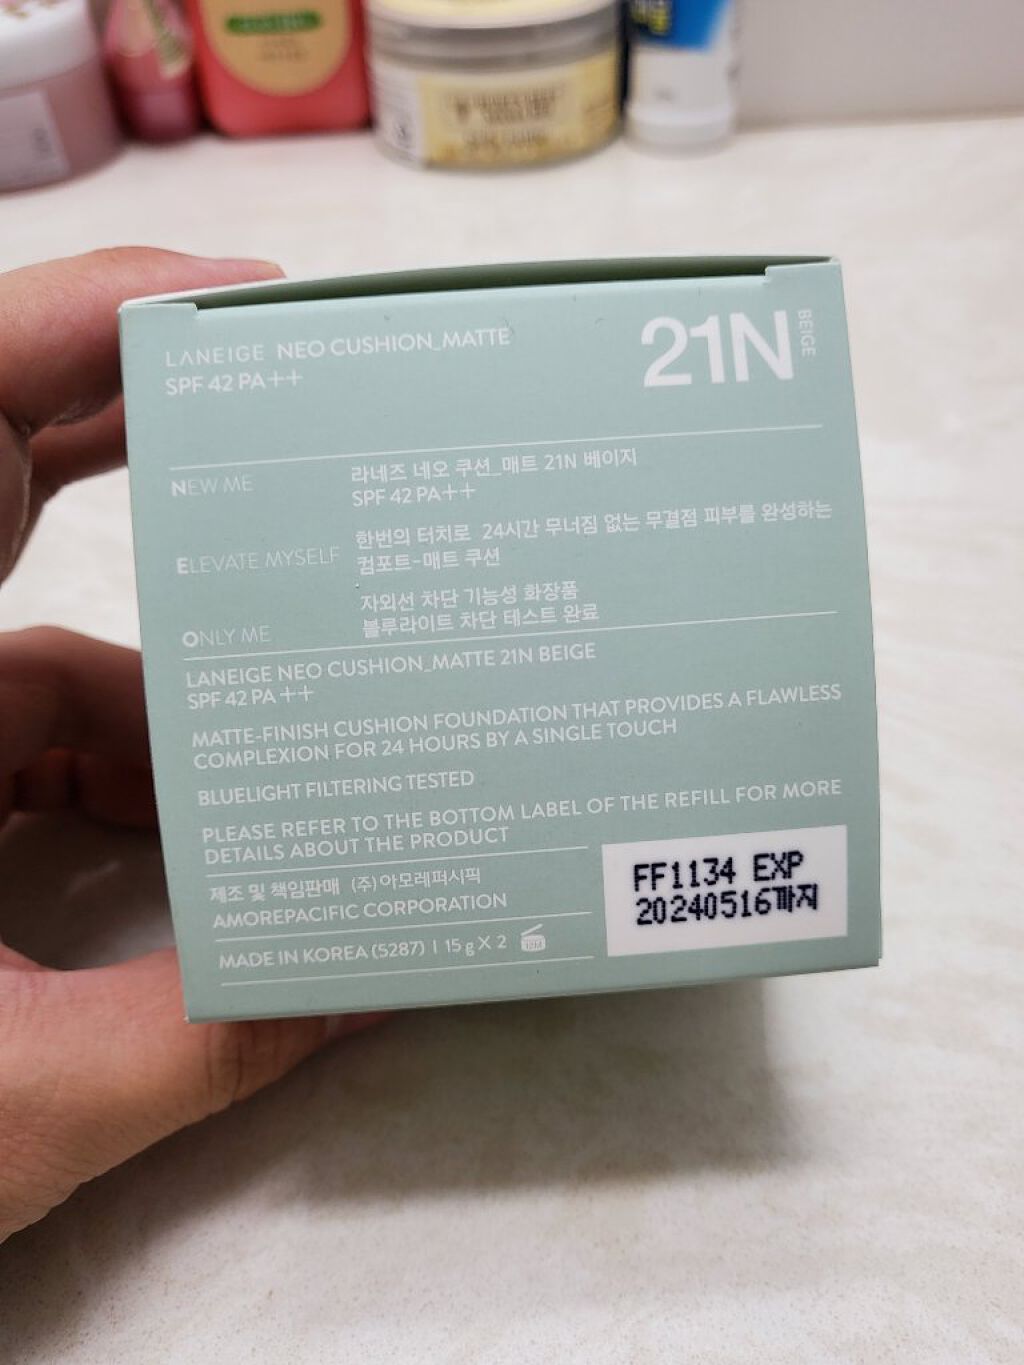 LANEIGE NEO CUSHION_MATTE
SPF 42 PA++
21N BEIGE
NEW ME
라네즈 네오 쿠션_매트 21N 베이지
SPF 42 PA++
ELEVATE MYSELF
한번의 터치로 24시간 무너짐 없는 무결점 피부를 완성하는
컴포트-매트 쿠션
ONLY ME
자외선 차단 기능성 화장품
블루라이트 차단 테스트 완료
LANEIGE NEO CUSHION_MATTE 21N BEIGE
SPF 42 PA ++
MATTE-FINISH CUSHION FOUNDATION THAT PROVIDES A FLAWLESS
COMPLEXION FOR 24 HOURS BY A SINGLE TOUCH
BLUELIGHT FILTERING TESTED
PLEASE REFER TO THE BOTTOM LABEL OF THE REFILL FOR MORE
DETAILS ABOUT THE PRODUCT
제조 및 책임판매 (주)아모레퍼시픽
AMOREPACIFIC CORPORATION
MADE IN KOREA (5287) | 15 g X 2
FF1134 EXP
20240516까지